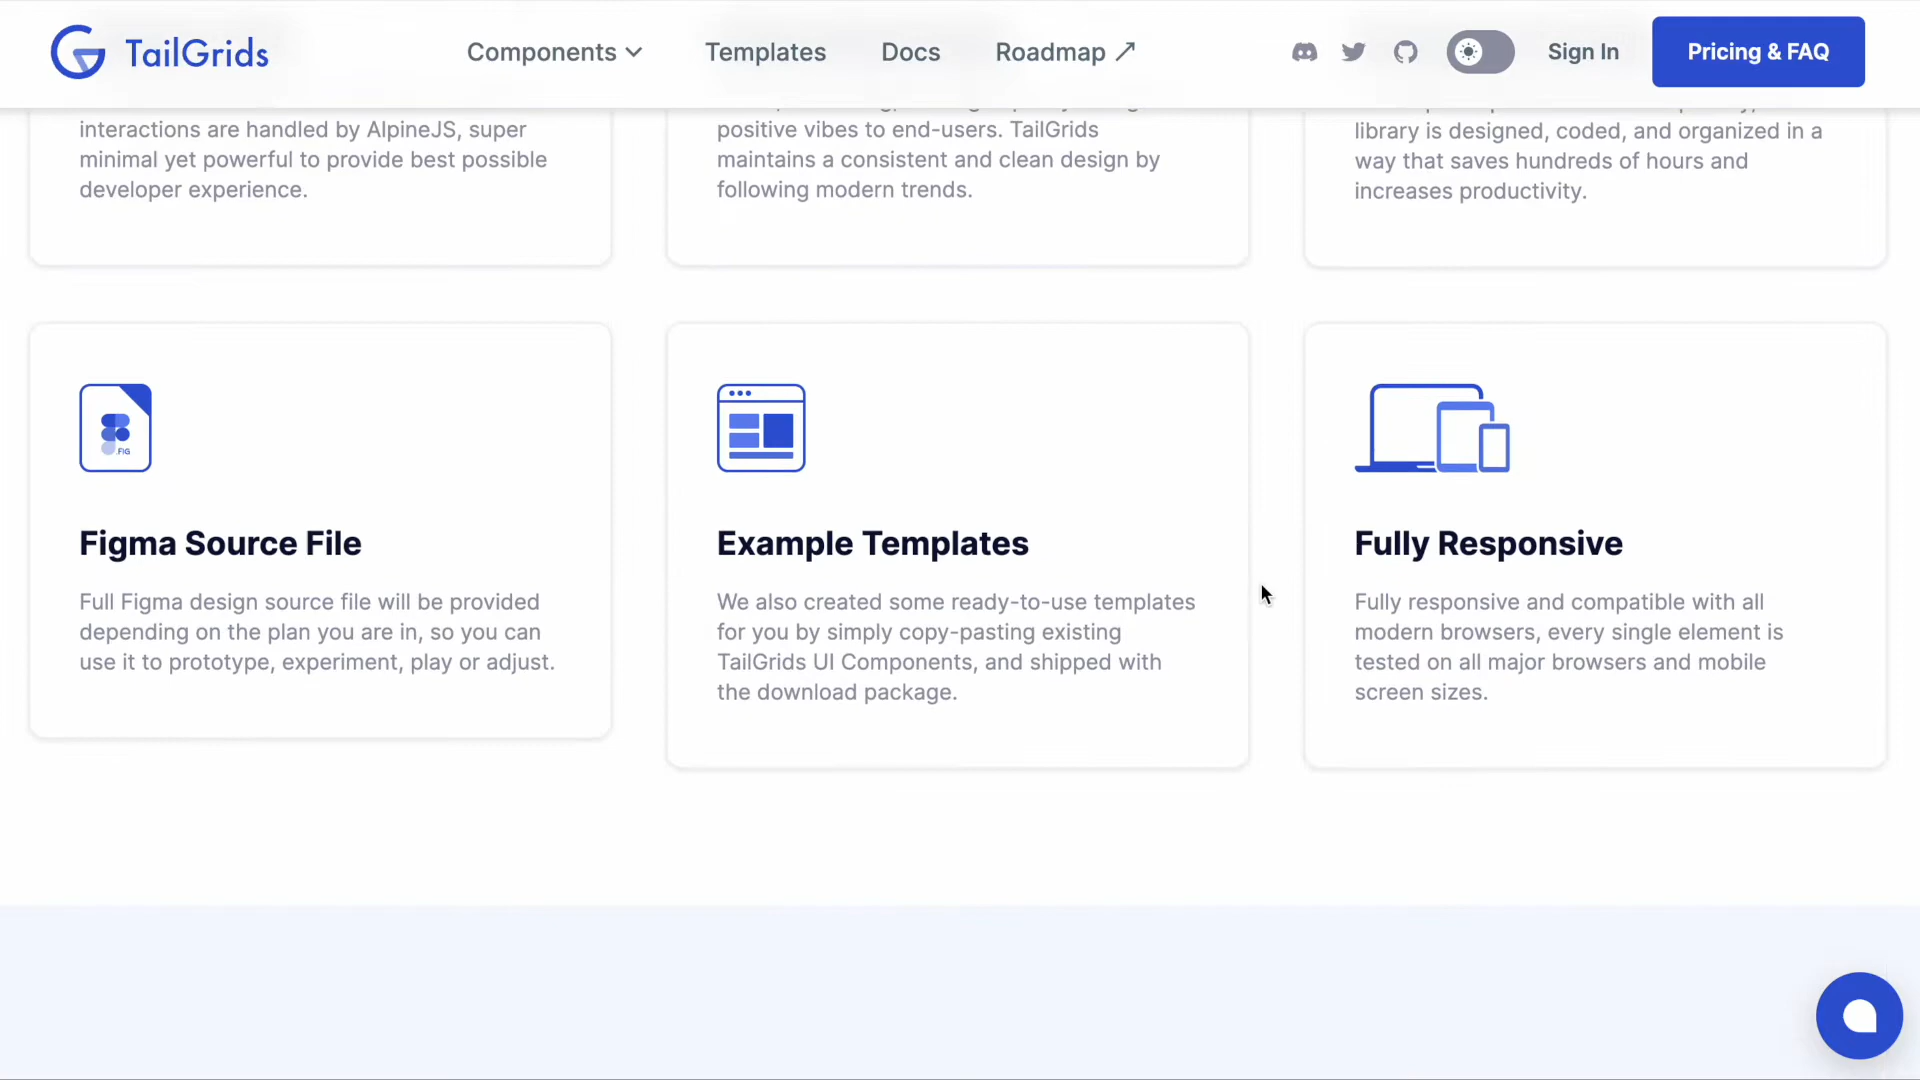 TailGrids
Components
Templates
Docs
Roadmap
Sign In
Pricing & FAQ
interactions are handled by AlpineJS, super
minimal yet powerful to provide best possible
developer experience.
positive vibes to end-users. TailGrids
maintains a consistent and clean design by
following modern trends.
library is designed, coded, and organized in a
way that saves hundreds of hours and
increases productivity.
.FIG
Figma Source File
Full Figma design source file will be provided
depending on the plan you are in, so you can
use it to prototype, experiment, play or adjust.
Example Templates
We also created some ready-to-use templates
for you by simply copy-pasting existing
TailGrids UI Components, and shipped with
the download package.
Fully Responsive
Fully responsive and compatible with all
modern browsers, every single element is
tested on all major browsers and mobile
screen sizes.